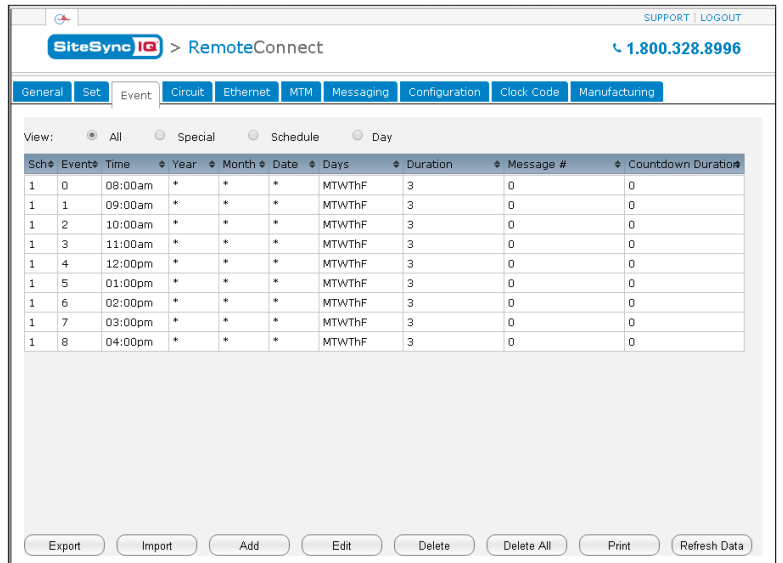 SUPPORT | LOGOUT
SiteSync IQ > RemoteConnect 1.800.328.8996
General Set Event Circuit Ethernet MTM Messaging Configuration Clock Code Manufacturing
View: All Special Schedule Day
Sch Event Time Year Month Date Days Duration Message # Countdown Duration
1 0 08:00am * * * MTWThF 3 0 0
1 1 09:00am * * * MTWThF 3 0 0
1 2 10:00am * * * MTWThF 3 0 0
1 3 11:00am * * * MTWThF 3 0 0
1 4 12:00pm * * * MTWThF 3 0 0
1 5 01:00pm * * * MTWThF 3 0 0
1 6 02:00pm * * * MTWThF 3 0 0
1 7 03:00pm * * * MTWThF 3 0 0
1 8 04:00pm * * * MTWThF 3 0 0
Export Import Add Edit Delete Delete All Print Refresh Data